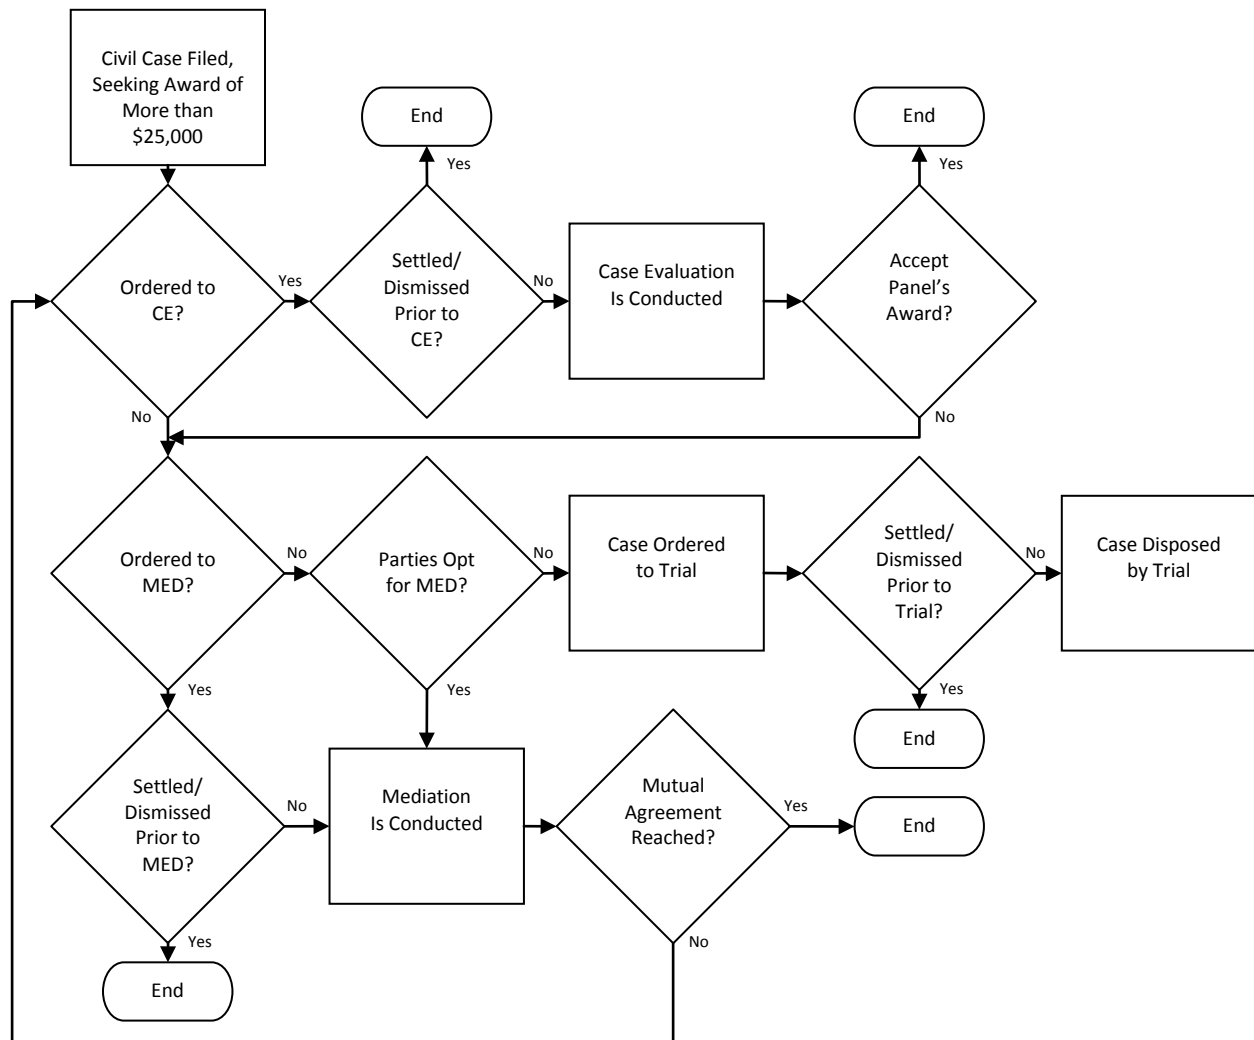 Civil Case Filed,
Seeking Award of
More than
$25,000
End
Yes
End
Yes
Ordered to
CE?
Yes
No
Settled/
Dismissed
Prior to
CE?
No
Case Evaluation
Is Conducted
Accept
Panel's
Award?
No
Ordered to
MED?
No
Yes
Parties Opt
for MED?
No
Yes
Case Ordered
to Trial
Settled/
Dismissed
Prior to
Trial?
No
Yes
Case Disposed
by Trial
End
Settled/
Dismissed
Prior to
MED?
No
Yes
Mediation
Is Conducted
Mutual
Agreement
Reached?
Yes
No
End
End